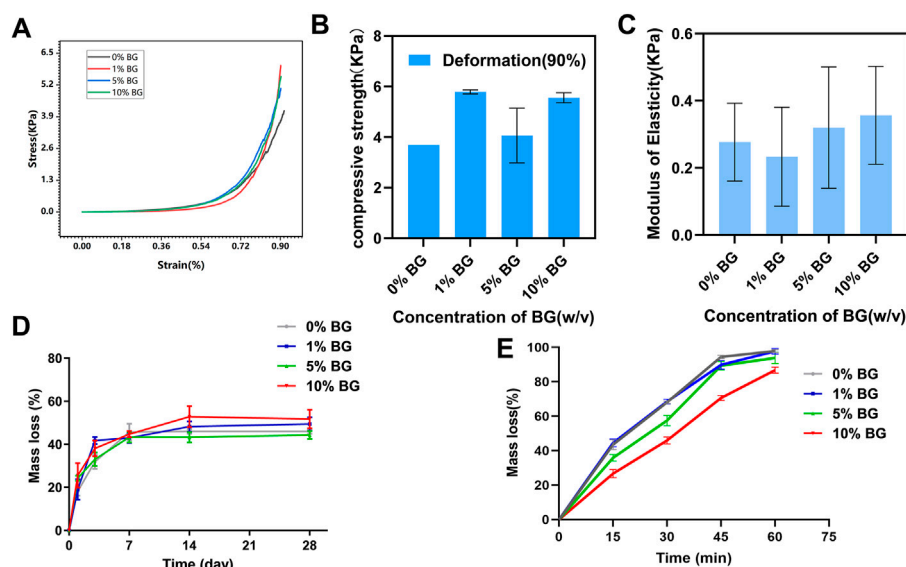 A
Stress(KPa)
6.5
5.2
3.9
2.6
1.3
0.0
0% BG
1% BG
5% BG
10% BG
0.00 0.18 0.36 0.54 0.72 0.90
Strain(%)
B
compressive strength(KPa)
8
6
4
2
0
Deformation(90%)
0% BG 1% BG 5% BG 10% BG
Concentration of BG(w/v)
C
Modulus of Elasticity(KPa)
0.6
0.4
0.2
0.0
0% BG 1% BG 5% BG 10% BG
Concentration of BG(w/v)
D
Mass loss (%)
80
60
40
20
0
0% BG
1% BG
5% BG
10% BG
0 7 14 21 28
Time (day)
E
Mass loss(%)
100
80
60
40
20
0
0% BG
1% BG
5% BG
10% BG
0 15 30 45 60 75
Time (min)